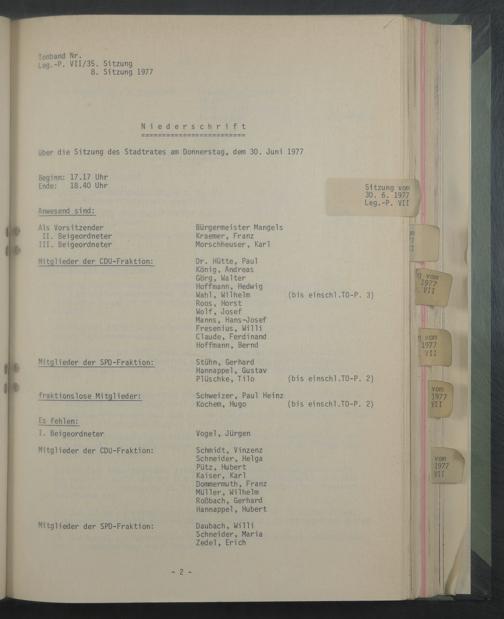 Tonband Nr.
Leg.-P. VII/35. Sitzung
8. Sitzung 1977
N i e d e r s c h r i f t
=========================
über die Sitzung des Stadtrates am Donnerstag, dem 30. Juni 1977
Beginn: 17.17 Uhr
Ende: 18.40 Uhr
Sitzung vom
30. 6. 1977
Leg.-P. VII
Anwesend sind:
Als Vorsitzender Bürgermeister Mangels
II. Beigeordneter Kraemer, Franz
III. Beigeordneter Morschheuser, Karl
Mitglieder der CDU-Fraktion: Dr. Hütte, Paul
König, Andreas
Görg, Walter
Hoffmann, Hedwig
Wahl, Wilhelm (bis einschl.TO-P. 3)
Roos, Horst
Wolf, Josef
Manns, Hans-Josef
Fresenius, Willi
Claude, Ferdinand
Hoffmann, Bernd
Mitglieder der SPD-Fraktion: Stühn, Gerhard
Hannappel, Gustav
Plüschke, Tilo (bis einschl.TO-P. 2)
fraktionslose Mitglieder: Schweizer, Paul Heinz
Kochem, Hugo (bis einschl.TO-P. 2)
Es fehlen:
I. Beigeordneter Vogel, Jürgen
Mitglieder der CDU-Fraktion: Schmidt, Vinzenz
Schneider, Helga
Pütz, Hubert
Kaiser, Karl
Dommermuth, Franz
Müller, Wilhelm
Roßbach, Gerhard
Hannappel, Hubert
Mitglieder der SPD-Fraktion: Daubach, Willi
Schneider, Maria
Zedel, Erich
- 2 -
vom
1977
VII
vom
1977
VII
vom
1977
VII
vom
1977
VII